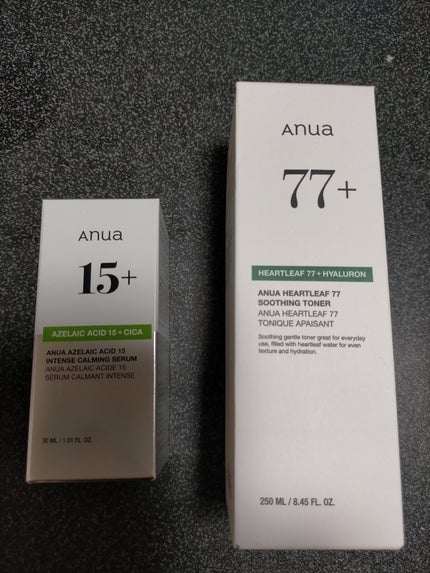 Anua
15+
AZELAIC ACID 15 + CICA
ANUA AZELAIC ACID 15
INTENSE CALMING SERUM
ANUA AZELAIC ACIDE 15
SÉRUM CALMANT INTENSE
30 ML / 1.01 FL. OZ.
Anua
77+
HEARTLEAF 77 + HYALURON
ANUA HEARTLEAF 77
SOOTHING TONER
ANUA HEARTLEAF 77
TONIQUE APAISANT
Soothing gentle toner great for everyday
use, filled with heartleaf water for even
texture and hydration.
250 ML / 8.45 FL. OZ.